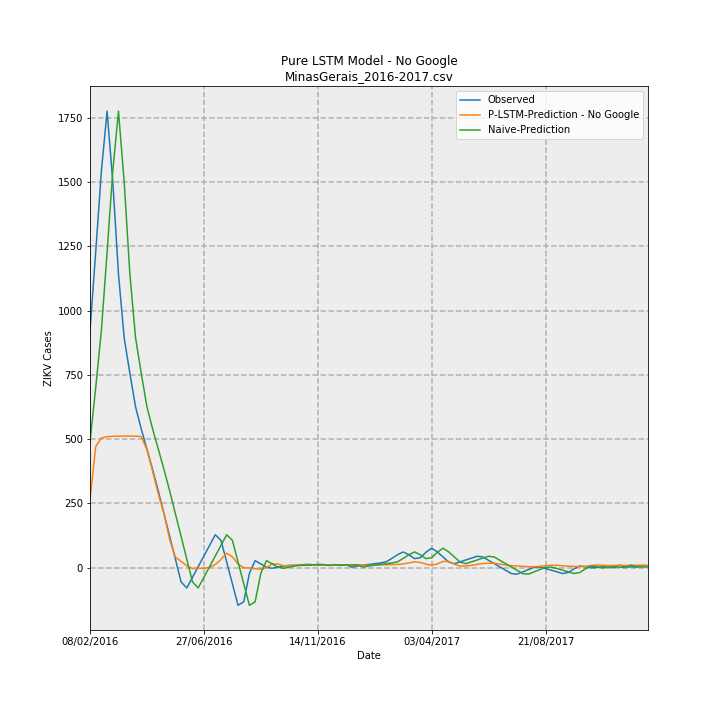 Pure LSTM Model - No Google
MinasGerais_2016-2017.csv
Observed
P-LSTM-Prediction - No Google
Naive-Prediction
ZIKV Cases
1750
1500
1250
1000
750
500
250
0
08/02/2016
27/06/2016
14/11/2016
03/04/2017
21/08/2017
Date